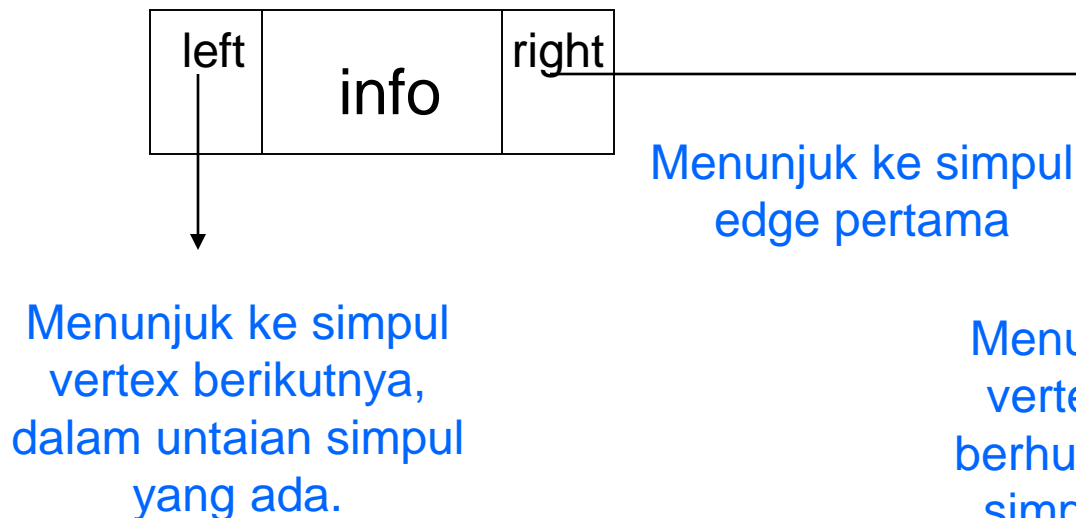 left
info
right
Menunjuk ke simpul
edge pertama
Menunjuk ke simpul
vertex berikutnya,
dalam untaian simpul
yang ada.